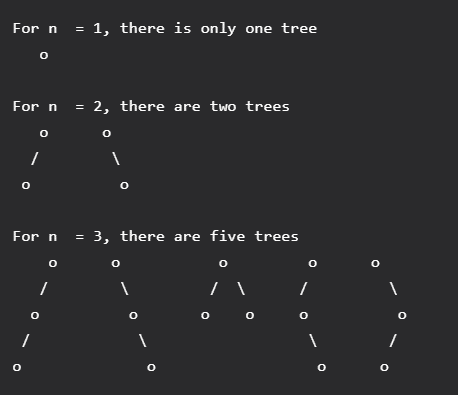 For n  = 1, there is only one tree
   o
For n  = 2, there are two trees
   o      o
  /        \
 o          o
For n  = 3, there are five trees
    o      o           o         o      o
   /        \         / \      /          \
  o          o       o   o     o          o
 /            \                 \        /
o              o                 o      o